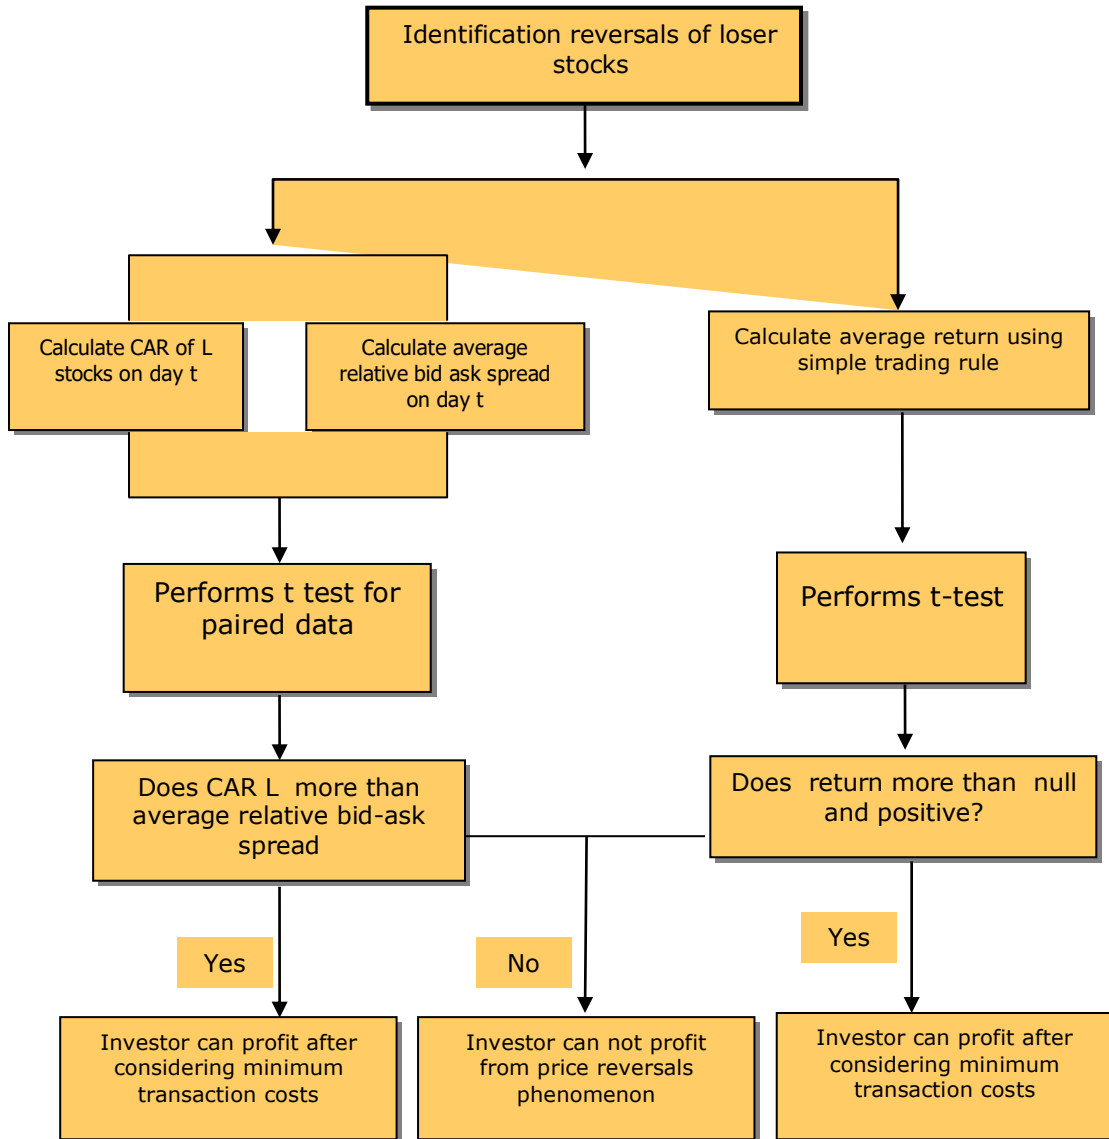 Identification reversals of loser
stocks
Calculate CAR of L
stocks on day t
Calculate average
relative bid ask spread
on day t
Calculate average return using
simple trading rule
Performs t test for
paired data
Performs t-test
Does CAR L more than
average relative bid-ask
spread
Does return more than null
and positive?
Yes
No
Yes
Investor can profit after
considering minimum
transaction costs
Investor can not profit
from price reversals
phenomenon
Investor can profit after
considering minimum
transaction costs